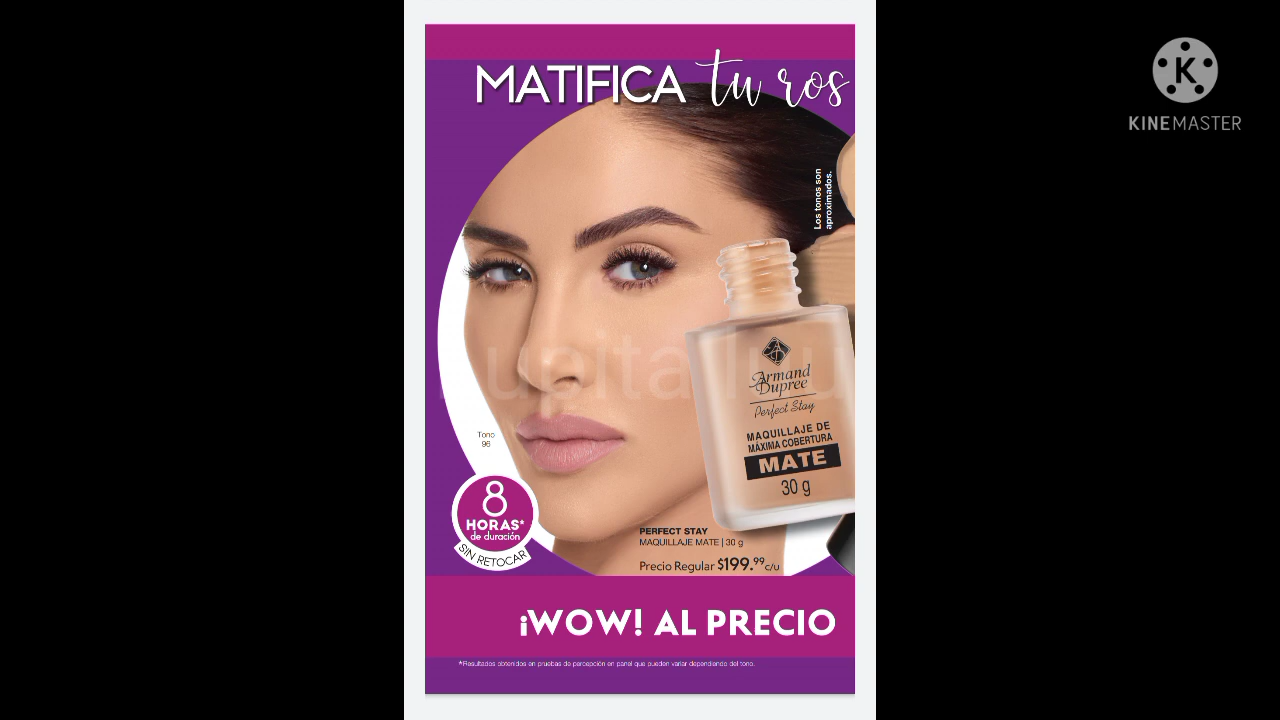 MATIFICA tu ros
KINEMASTER
Los tonos son
aproximados.
Armand
Dupree
Perfect Stay
MAQUILLAJE DE
MÁXIMA COBERTURA
MATE
30 g
Tono
96
8
HORAS*
de duración
SIN RETOCAR
PERFECT STAY
MAQUILLAJE MATE | 30 g
Precio Regular $199.99 c/u
¡WOW! AL PRECIO
*Resultados obtenidos en pruebas de percepción en panel que pueden variar dependiendo del tono.